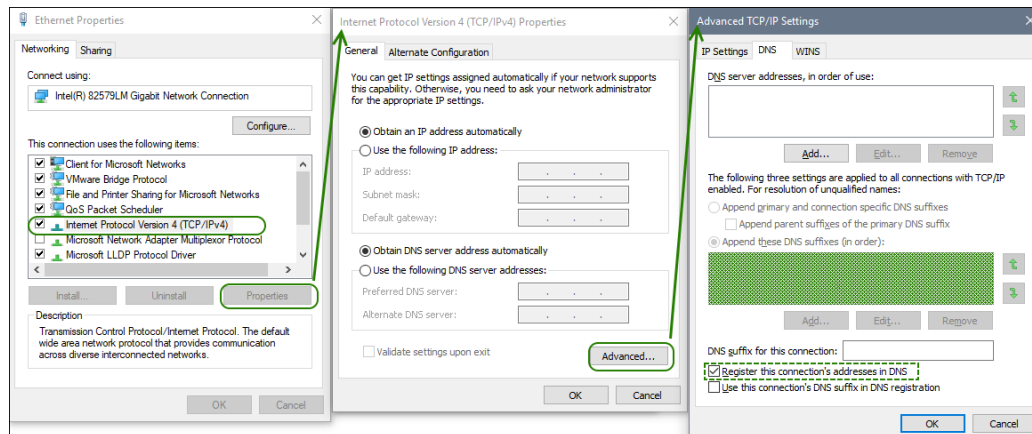 Ethernet Properties
Networking
Sharing
Connect using:
Intel(R) 82579LM Gigabit Network Connection
Configure...
This connection uses the following items:
Client for Microsoft Networks
VMware Bridge Protocol
File and Printer Sharing for Microsoft Networks
QoS Packet Scheduler
Internet Protocol Version 4 (TCP/IPv4)
Microsoft Network Adapter Multiplexor Protocol
Microsoft LLDP Protocol Driver
Install...
Uninstall
Properties
Description
Transmission Control Protocol/Internet Protocol. The default
wide area network protocol that provides communication
across diverse interconnected networks.
OK
Cancel
Internet Protocol Version 4 (TCP/IPv4) Properties
General
Alternate Configuration
You can get IP settings assigned automatically if your network supports
this capability. Otherwise, you need to ask your network administrator
for the appropriate IP settings.
Obtain an IP address automatically
Use the following IP address:
IP address:
Subnet mask:
Default gateway:
Obtain DNS server address automatically
Use the following DNS server addresses:
Preferred DNS server:
Alternate DNS server:
Validate settings upon exit
Advanced...
OK
Cancel
Advanced TCP/IP Settings
IP Settings
DNS
WINS
DNS server addresses, in order of use:
Add...
Edit...
Remove
The following three settings are applied to all connections with TCP/IP
enabled. For resolution of unqualified names:
Append primary and connection specific DNS suffixes
Append parent suffixes of the primary DNS suffix
Append these DNS suffixes (in order):
Add...
Edit...
Remove
DNS suffix for this connection:
Register this connection's addresses in DNS
Use this connection's DNS suffix in DNS registration
OK
Cancel